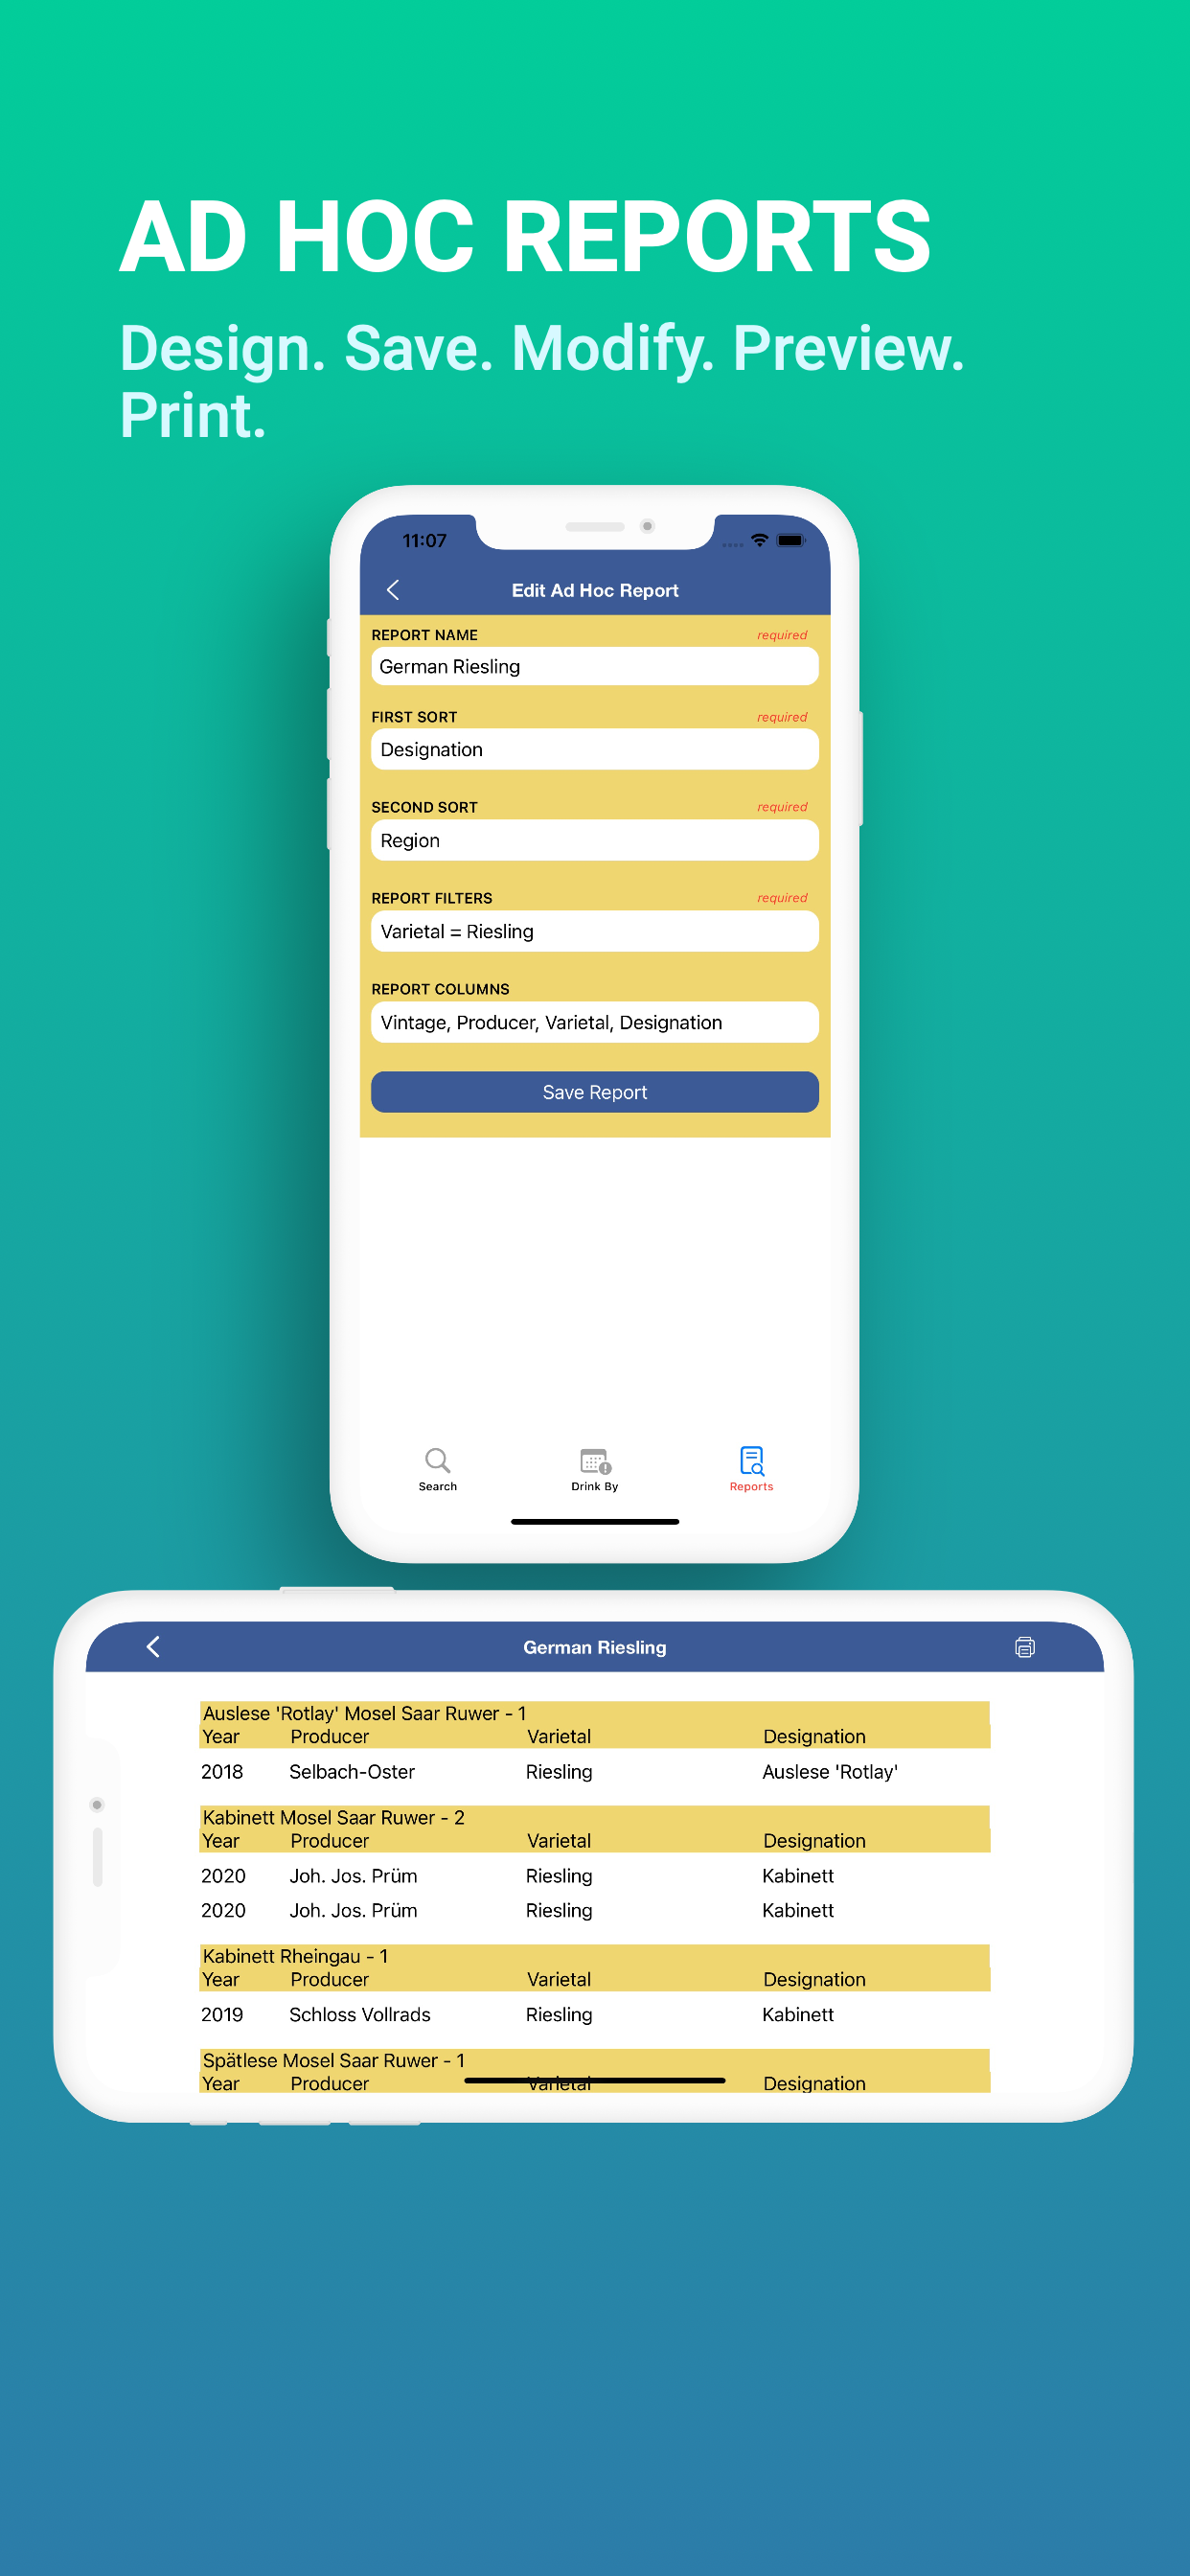 AD HOC REPORTS
Design. Save. Modify. Preview.
Print.
11:07
Edit Ad Hoc Report
REPORT NAME required
German Riesling
FIRST SORT required
Designation
SECOND SORT required
Region
REPORT FILTERS required
Varietal = Riesling
REPORT COLUMNS
Vintage, Producer, Varietal, Designation
Save Report
Search Drink By Reports
German Riesling
Auslese 'Rotlay' Mosel Saar Ruwer - 1
Year Producer Varietal Designation
2018 Selbach-Oster Riesling Auslese 'Rotlay'
Kabinett Mosel Saar Ruwer - 2
Year Producer Varietal Designation
2020 Joh. Jos. Prüm Riesling Kabinett
2020 Joh. Jos. Prüm Riesling Kabinett
Kabinett Rheingau - 1
Year Producer Varietal Designation
2019 Schloss Vollrads Riesling Kabinett
Spätlese Mosel Saar Ruwer - 1
Year Producer Varietal Designation